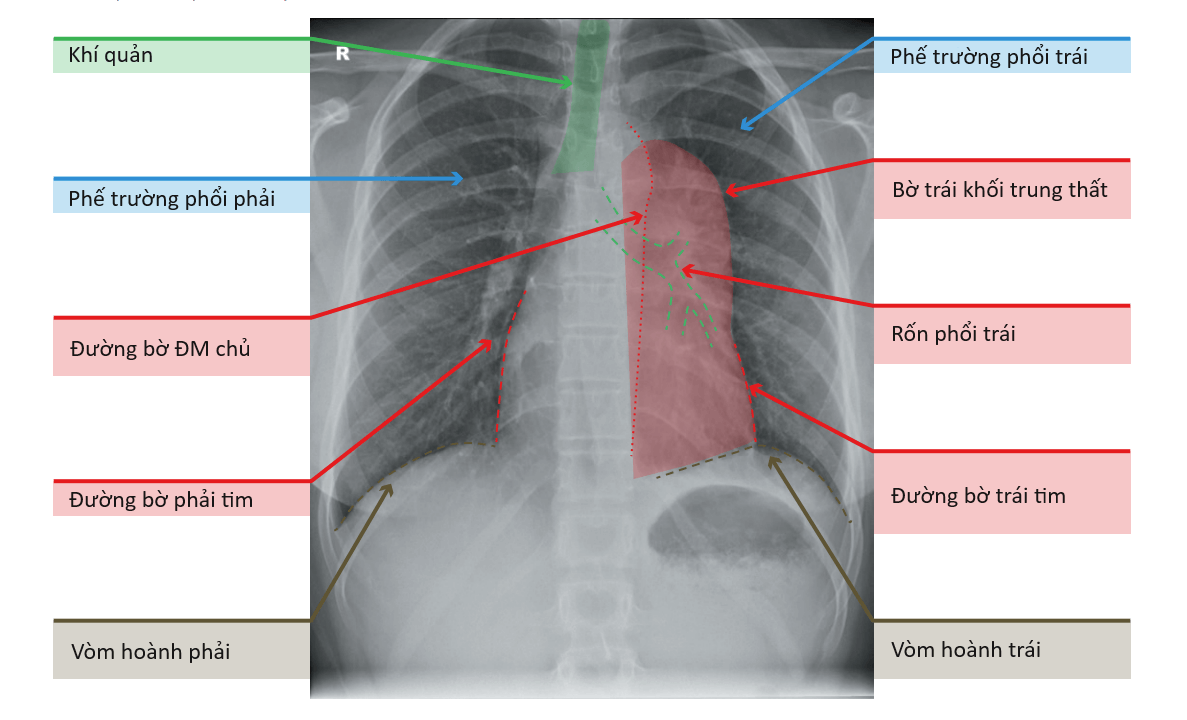 Khí quản
R
Phế trường phổi trái
Phế trường phổi phải
Bờ trái khối trung thất
Đường bờ ĐM chủ
Rốn phổi trái
Đường bờ phải tim
Đường bờ trái tim
Vòm hoành phải
Vòm hoành trái